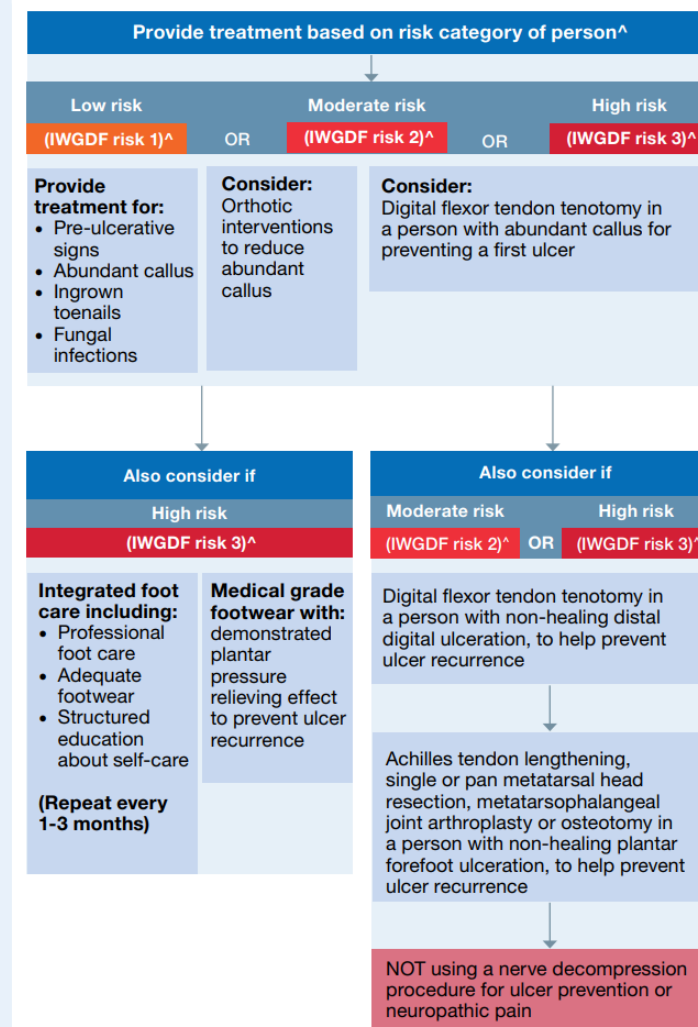 Provide treatment based on risk category of person^
Low risk
(IWGDF risk 1)^
OR
Moderate risk
(IWGDF risk 2)^
OR
High risk
(IWGDF risk 3)^
Provide
treatment for:
• Pre-ulcerative
signs
• Abundant callus
• Ingrown
toenails
• Fungal
infections
Consider:
Orthotic
interventions
to reduce
abundant
callus
Consider:
Digital flexor tendon tenotomy in
a person with abundant callus for
preventing a first ulcer
Also consider if
High risk
(IWGDF risk 3)^
Integrated foot
care including:
• Professional
foot care
• Adequate
footwear
• Structured
education
about self-care
(Repeat every
1-3 months)
Medical grade
footwear with:
demonstrated
plantar
pressure
relieving effect
to prevent ulcer
recurrence
Also consider if
Moderate risk
(IWGDF risk 2)^
OR
High risk
(IWGDF risk 3)^
Digital flexor tendon tenotomy in
a person with non-healing distal
digital ulceration, to help prevent
ulcer recurrence
Achilles tendon lengthening,
single or pan metatarsal head
resection, metatarsophalangeal
joint arthroplasty or osteotomy in
a person with non-healing plantar
forefoot ulceration, to help prevent
ulcer recurrence
NOT using a nerve decompression
procedure for ulcer prevention or
neuropathic pain